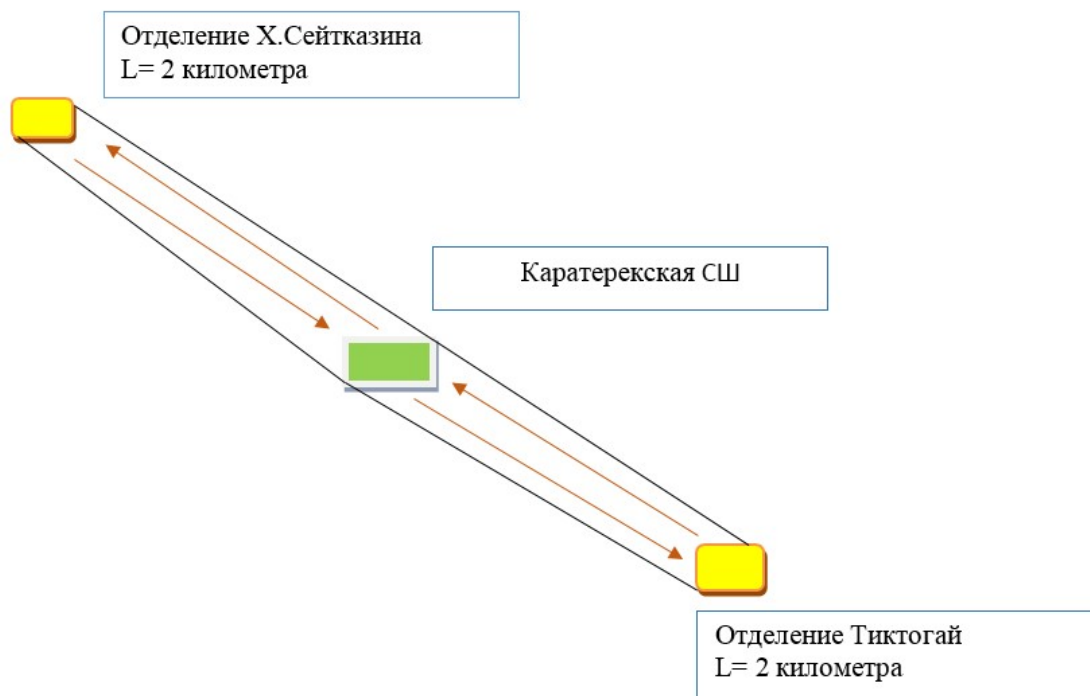 Отделение Х.Сейтказина
L= 2 километра
Каратерекская СШ
Отделение Тиктогай
L= 2 километра